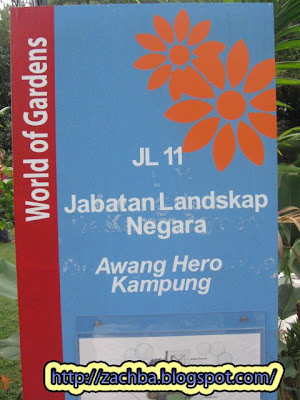 World of Gardens
JL 11
Jabatan Landskap
Negara
Awang Hero
Kampung
http://zachba.blogspot.com/